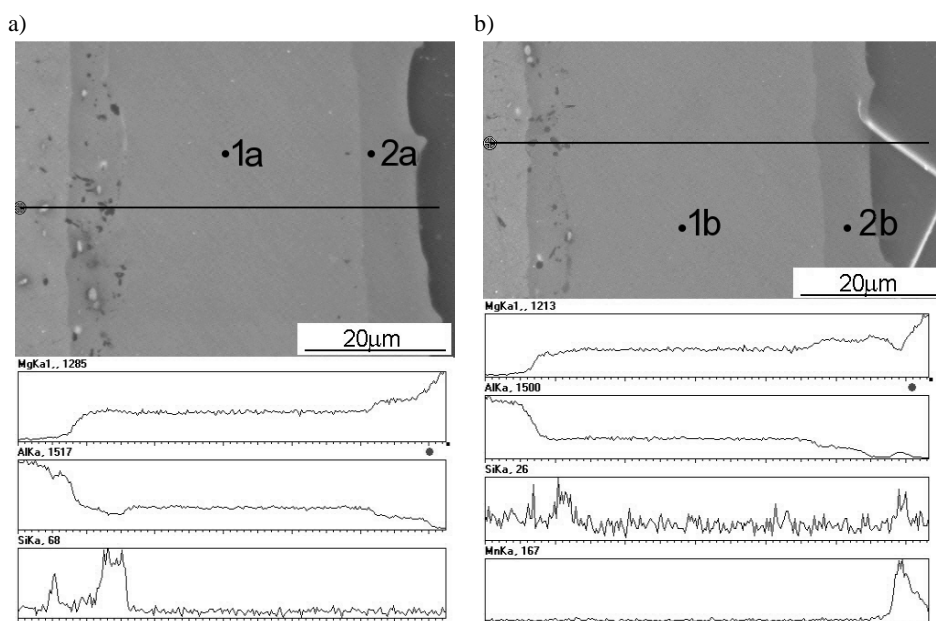 a)
b)
1a
2a
20µm
1b
2b
20µm
MgKa1,, 1285
AlKa, 1517
SiKa, 68
MgKa1,, 1213
AlKa, 1500
SiKa, 26
MnKa, 167